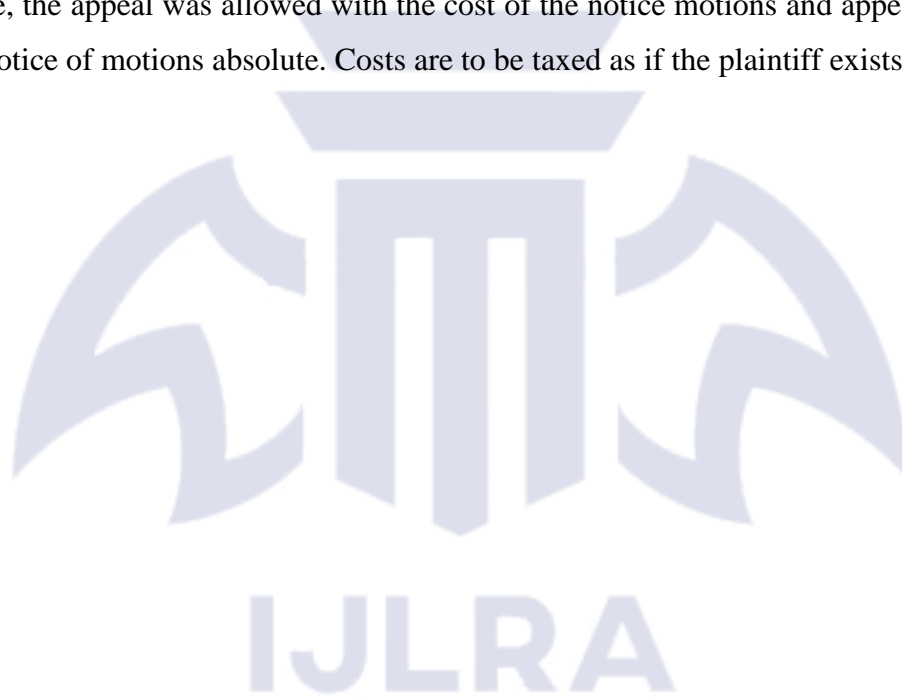 , the appeal was allowed with the cost of the notice motions and appe
otice of motions absolute. Costs are to be taxed as if the plaintiff exists
IJLRA